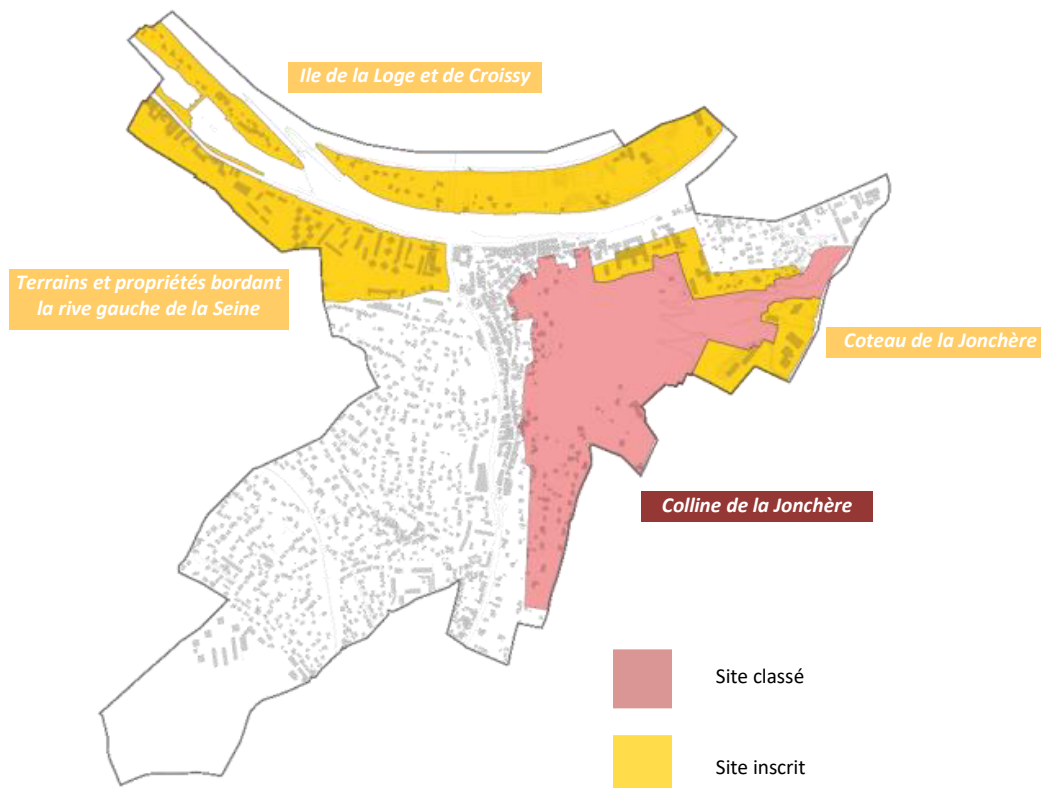 Ile de la Loge et de Croissy
Terrains et propriétés bordant
la rive gauche de la Seine
Coteau de la Jonchère
Colline de la Jonchère
Site classé
Site inscrit